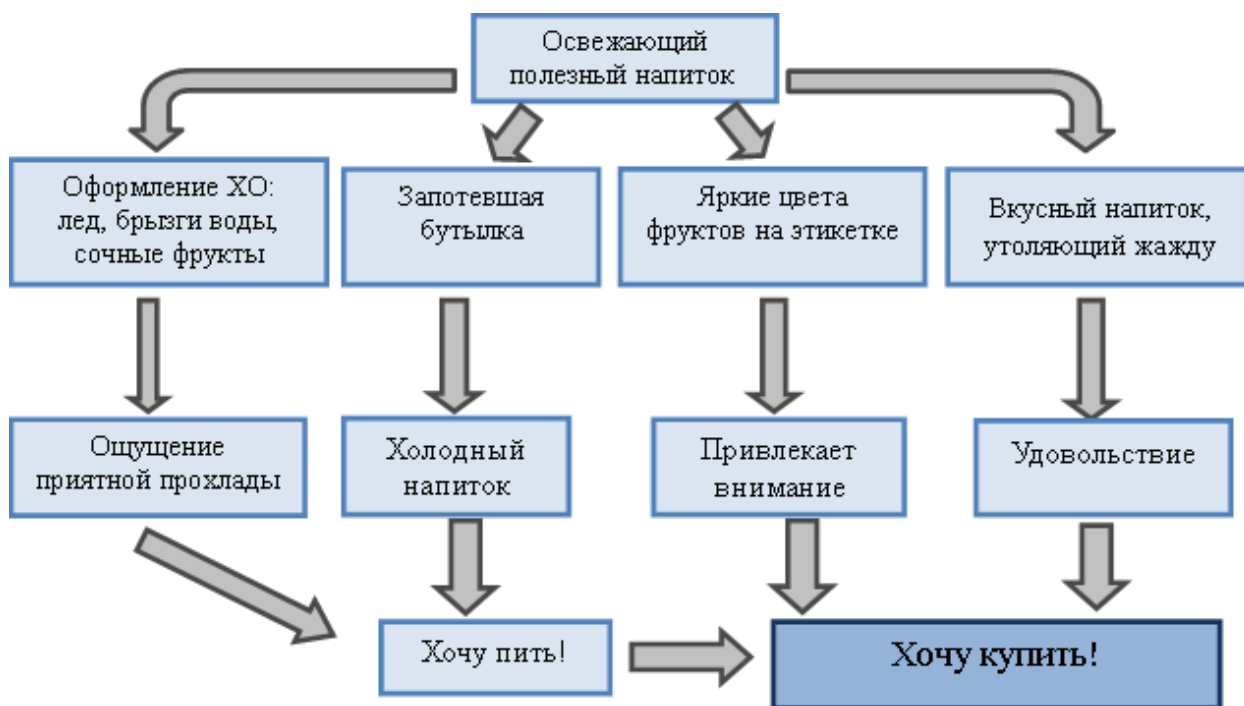 Освежающий
полезный напиток
Оформление ХО:
лед, брызги воды,
сочные фрукты
Запотевшая
бутылка
Яркие цвета
фруктов на этикетке
Вкусный напиток,
утоляющий жажду
Ощущение
приятной прохлады
Холодный
напиток
Привлекает
внимание
Удовольствие
Хочу пить!
Хочу купить!